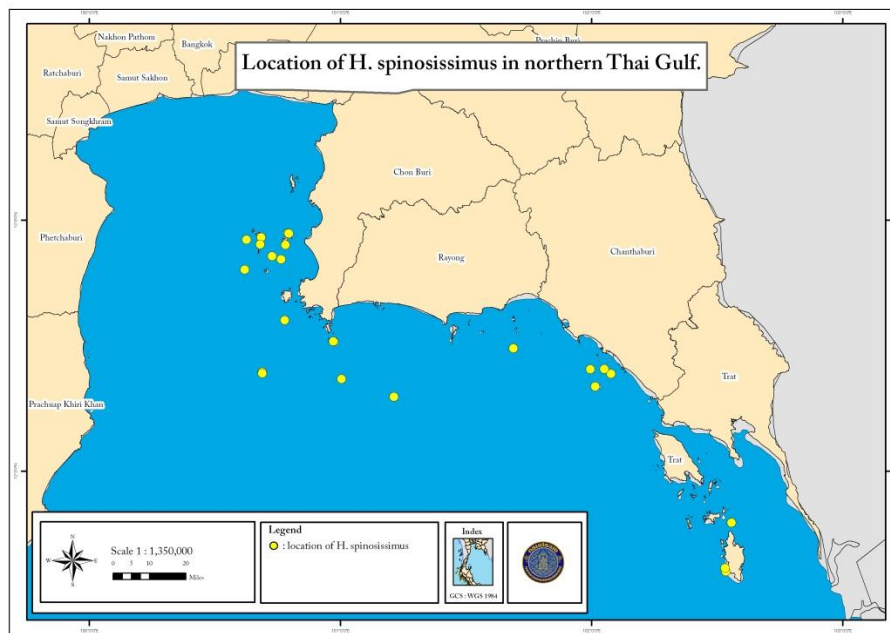 Nakhon Pathom
Bangkok
Prachin Buri
Location of H. spinosissimus in northern Thai Gulf.
Ratchaburi
Samut Sakhon
Samut Songkhram
Chon Buri
Phetchaburi
Rayong
Chanthaburi
Trat
Prachuap Khiri Khan
Trat
N
W E
S
Scale 1 : 1,350,000
0 5 10 20
Miles
Legend
: location of H. spinosissimus
Index
GCS : WGS 1984